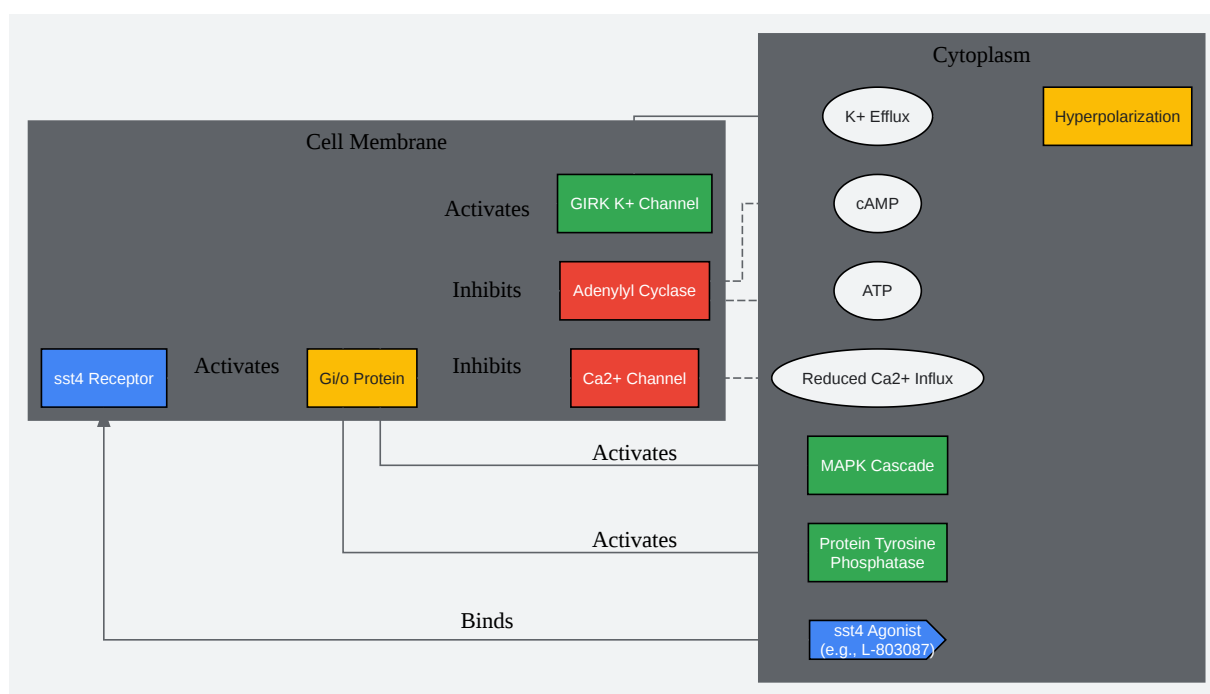 Cytoplasm
K+ Efflux
Hyperpolarization
Cell Membrane
Activates
GIRK K+ Channel
cAMP
Inhibits
Adenylyl Cyclase
ATP
sst4 Receptor
Activates
Gi/o Protein
Inhibits
Ca2+ Channel
Reduced Ca2+ Influx
Activates
MAPK Cascade
Activates
Protein Tyrosine
Phosphatase
Binds
sst4 Agonist
(e.g., L-803087)